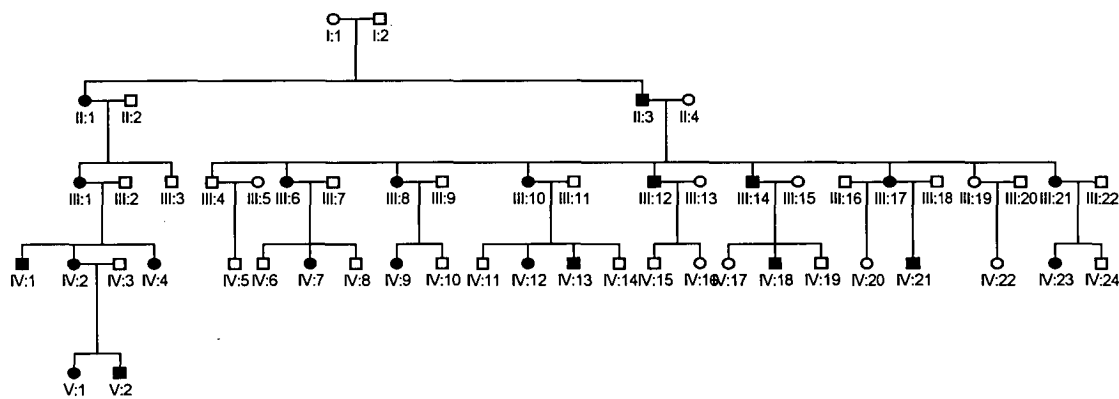 I:1 I:2
II:1 II:2 II:3 II:4
III:1 III:2 III:3 III:4 III:5 III:6 III:7 III:8 III:9 III:10 III:11 III:12 III:13 III:14 III:15 III:16 III:17 III:18 III:19 III:20 III:21 III:22
IV:1 IV:2 IV:3 IV:4 IV:5 IV:6 IV:7 IV:8 IV:9 IV:10 IV:11 IV:12 IV:13 IV:14 IV:15 IV:16 IV:17 IV:18 IV:19 IV:20 IV:21 IV:22 IV:23 IV:24
V:1 V:2